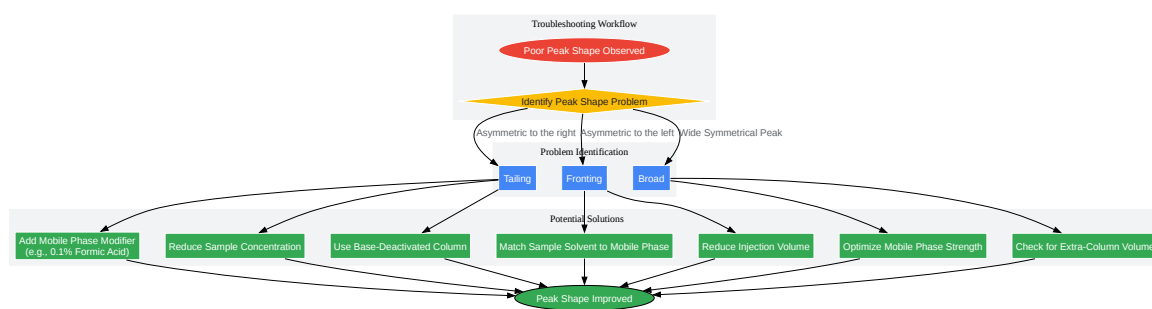 Troubleshooting Workflow
Poor Peak Shape Observed
Identify Peak Shape Problem
Asymmetric to the right
Asymmetric to the left
Wide Symmetrical Peak
Problem Identification
Tailing
Fronting
Broad
Potential Solutions
Add Mobile Phase Modifier
(e.g., 0.1% Formic Acid)
Reduce Sample Concentration
Use Base-Deactivated Column
Match Sample Solvent to Mobile Phase
Reduce Injection Volume
Optimize Mobile Phase Strength
Check for Extra-Column Volume
Peak Shape Improved